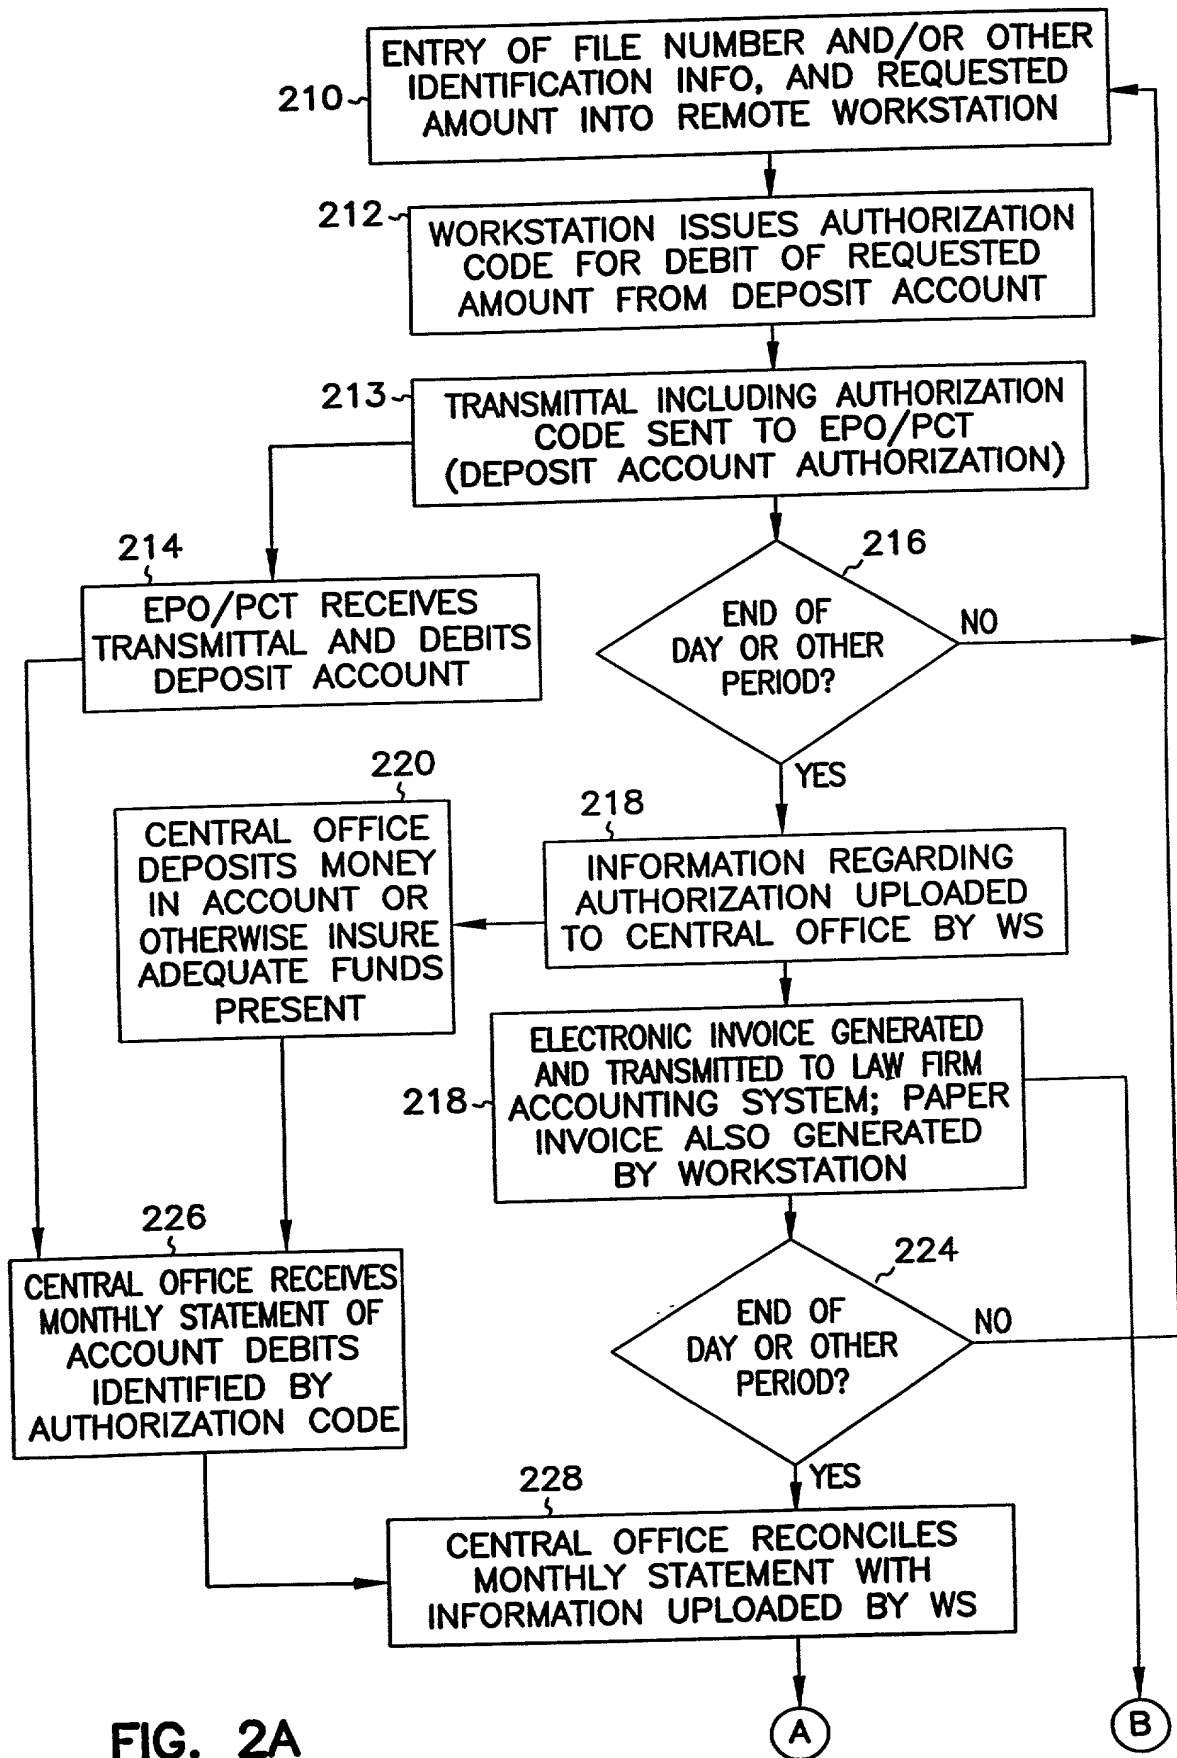 ENTRY OF FILE NUMBER AND/OR OTHER
IDENTIFICATION INFO, AND REQUESTED
AMOUNT INTO REMOTE WORKSTATION
210
212
WORKSTATION ISSUES AUTHORIZATION
CODE FOR DEBIT OF REQUESTED
AMOUNT FROM DEPOSIT ACCOUNT
213
TRANSMITTAL INCLUDING AUTHORIZATION
CODE SENT TO EPO/PCT
(DEPOSIT ACCOUNT AUTHORIZATION)
214
EPO/PCT RECEIVES
TRANSMITTAL AND DEBITS
DEPOSIT ACCOUNT
216
END OF
DAY OR OTHER
PERIOD?
NO
YES
220
CENTRAL OFFICE
DEPOSITS MONEY
IN ACCOUNT OR
OTHERWISE INSURE
ADEQUATE FUNDS
PRESENT
218
INFORMATION REGARDING
AUTHORIZATION UPLOADED
TO CENTRAL OFFICE BY WS
ELECTRONIC INVOICE GENERATED
AND TRANSMITTED TO LAW FIRM
ACCOUNTING SYSTEM; PAPER
INVOICE ALSO GENERATED
BY WORKSTATION
218
226
CENTRAL OFFICE RECEIVES
MONTHLY STATEMENT OF
ACCOUNT DEBITS
IDENTIFIED BY
AUTHORIZATION CODE
224
END OF
DAY OR OTHER
PERIOD?
NO
YES
228
CENTRAL OFFICE RECONCILES
MONTHLY STATEMENT WITH
INFORMATION UPLOADED BY WS
A
B
FIG. 2A